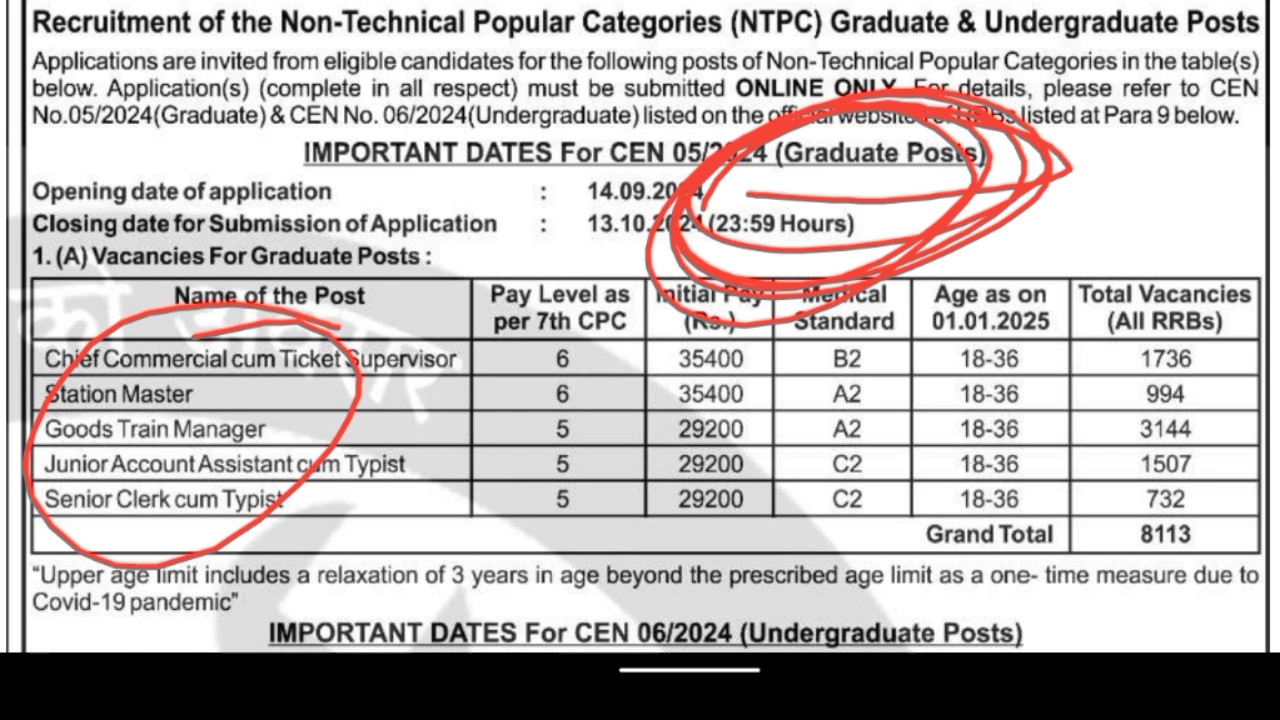 Recruitment of the Non-Technical Popular Categories (NTPC) Graduate & Undergraduate Posts
Applications are invited from eligible candidates for the following posts of Non-Technical Popular Categories in the table(s)
below. Application(s) (complete in all respect) must be submitted ONLINE ONLY. For details, please refer to CEN
No.05/2024(Graduate) & CEN No. 06/2024(Undergraduate) listed on the official website of RRBs listed at Para 9 below.
IMPORTANT DATES For CEN 05/2024 (Graduate Posts)
Opening date of application : 14.09.2024
Closing date for Submission of Application : 13.10.2024 (23:59 Hours)
1. (A) Vacancies For Graduate Posts :
Name of the Post Pay Level as per 7th CPC Initial Pay (Rs.) Medical Standard Age as on 01.01.2025 Total Vacancies (All RRBs)
Chief Commercial cum Ticket Supervisor 6 35400 B2 18-36 1736
Station Master 6 35400 A2 18-36 994
Goods Train Manager 5 29200 A2 18-36 3144
Junior Account Assistant cum Typist 5 29200 C2 18-36 1507
Senior Clerk cum Typist 5 29200 C2 18-36 732
Grand Total 8113
"Upper age limit includes a relaxation of 3 years in age beyond the prescribed age limit as a one- time measure due to
Covid-19 pandemic"
IMPORTANT DATES For CEN 06/2024 (Undergraduate Posts)